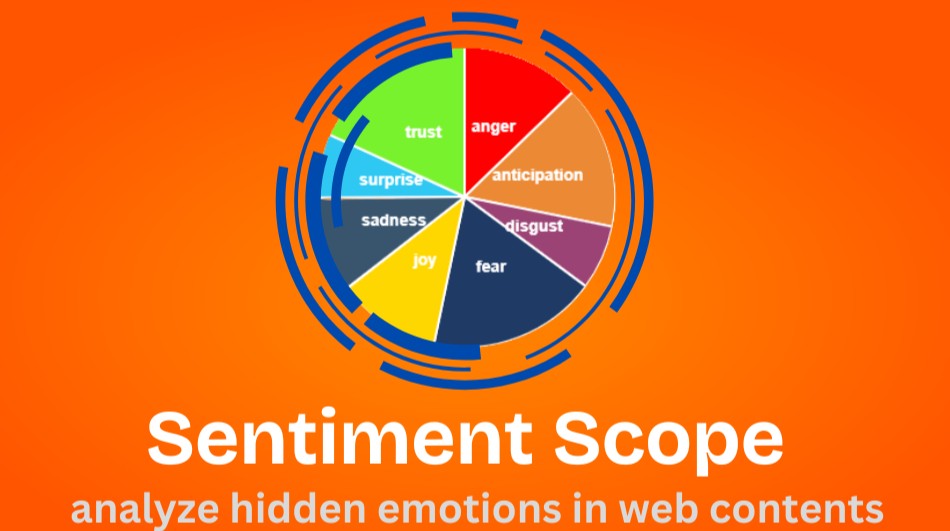 trust
anger
surprise
anticipation
sadness
disgust
joy
fear
Sentiment Scope
analyze hidden emotions in web contents